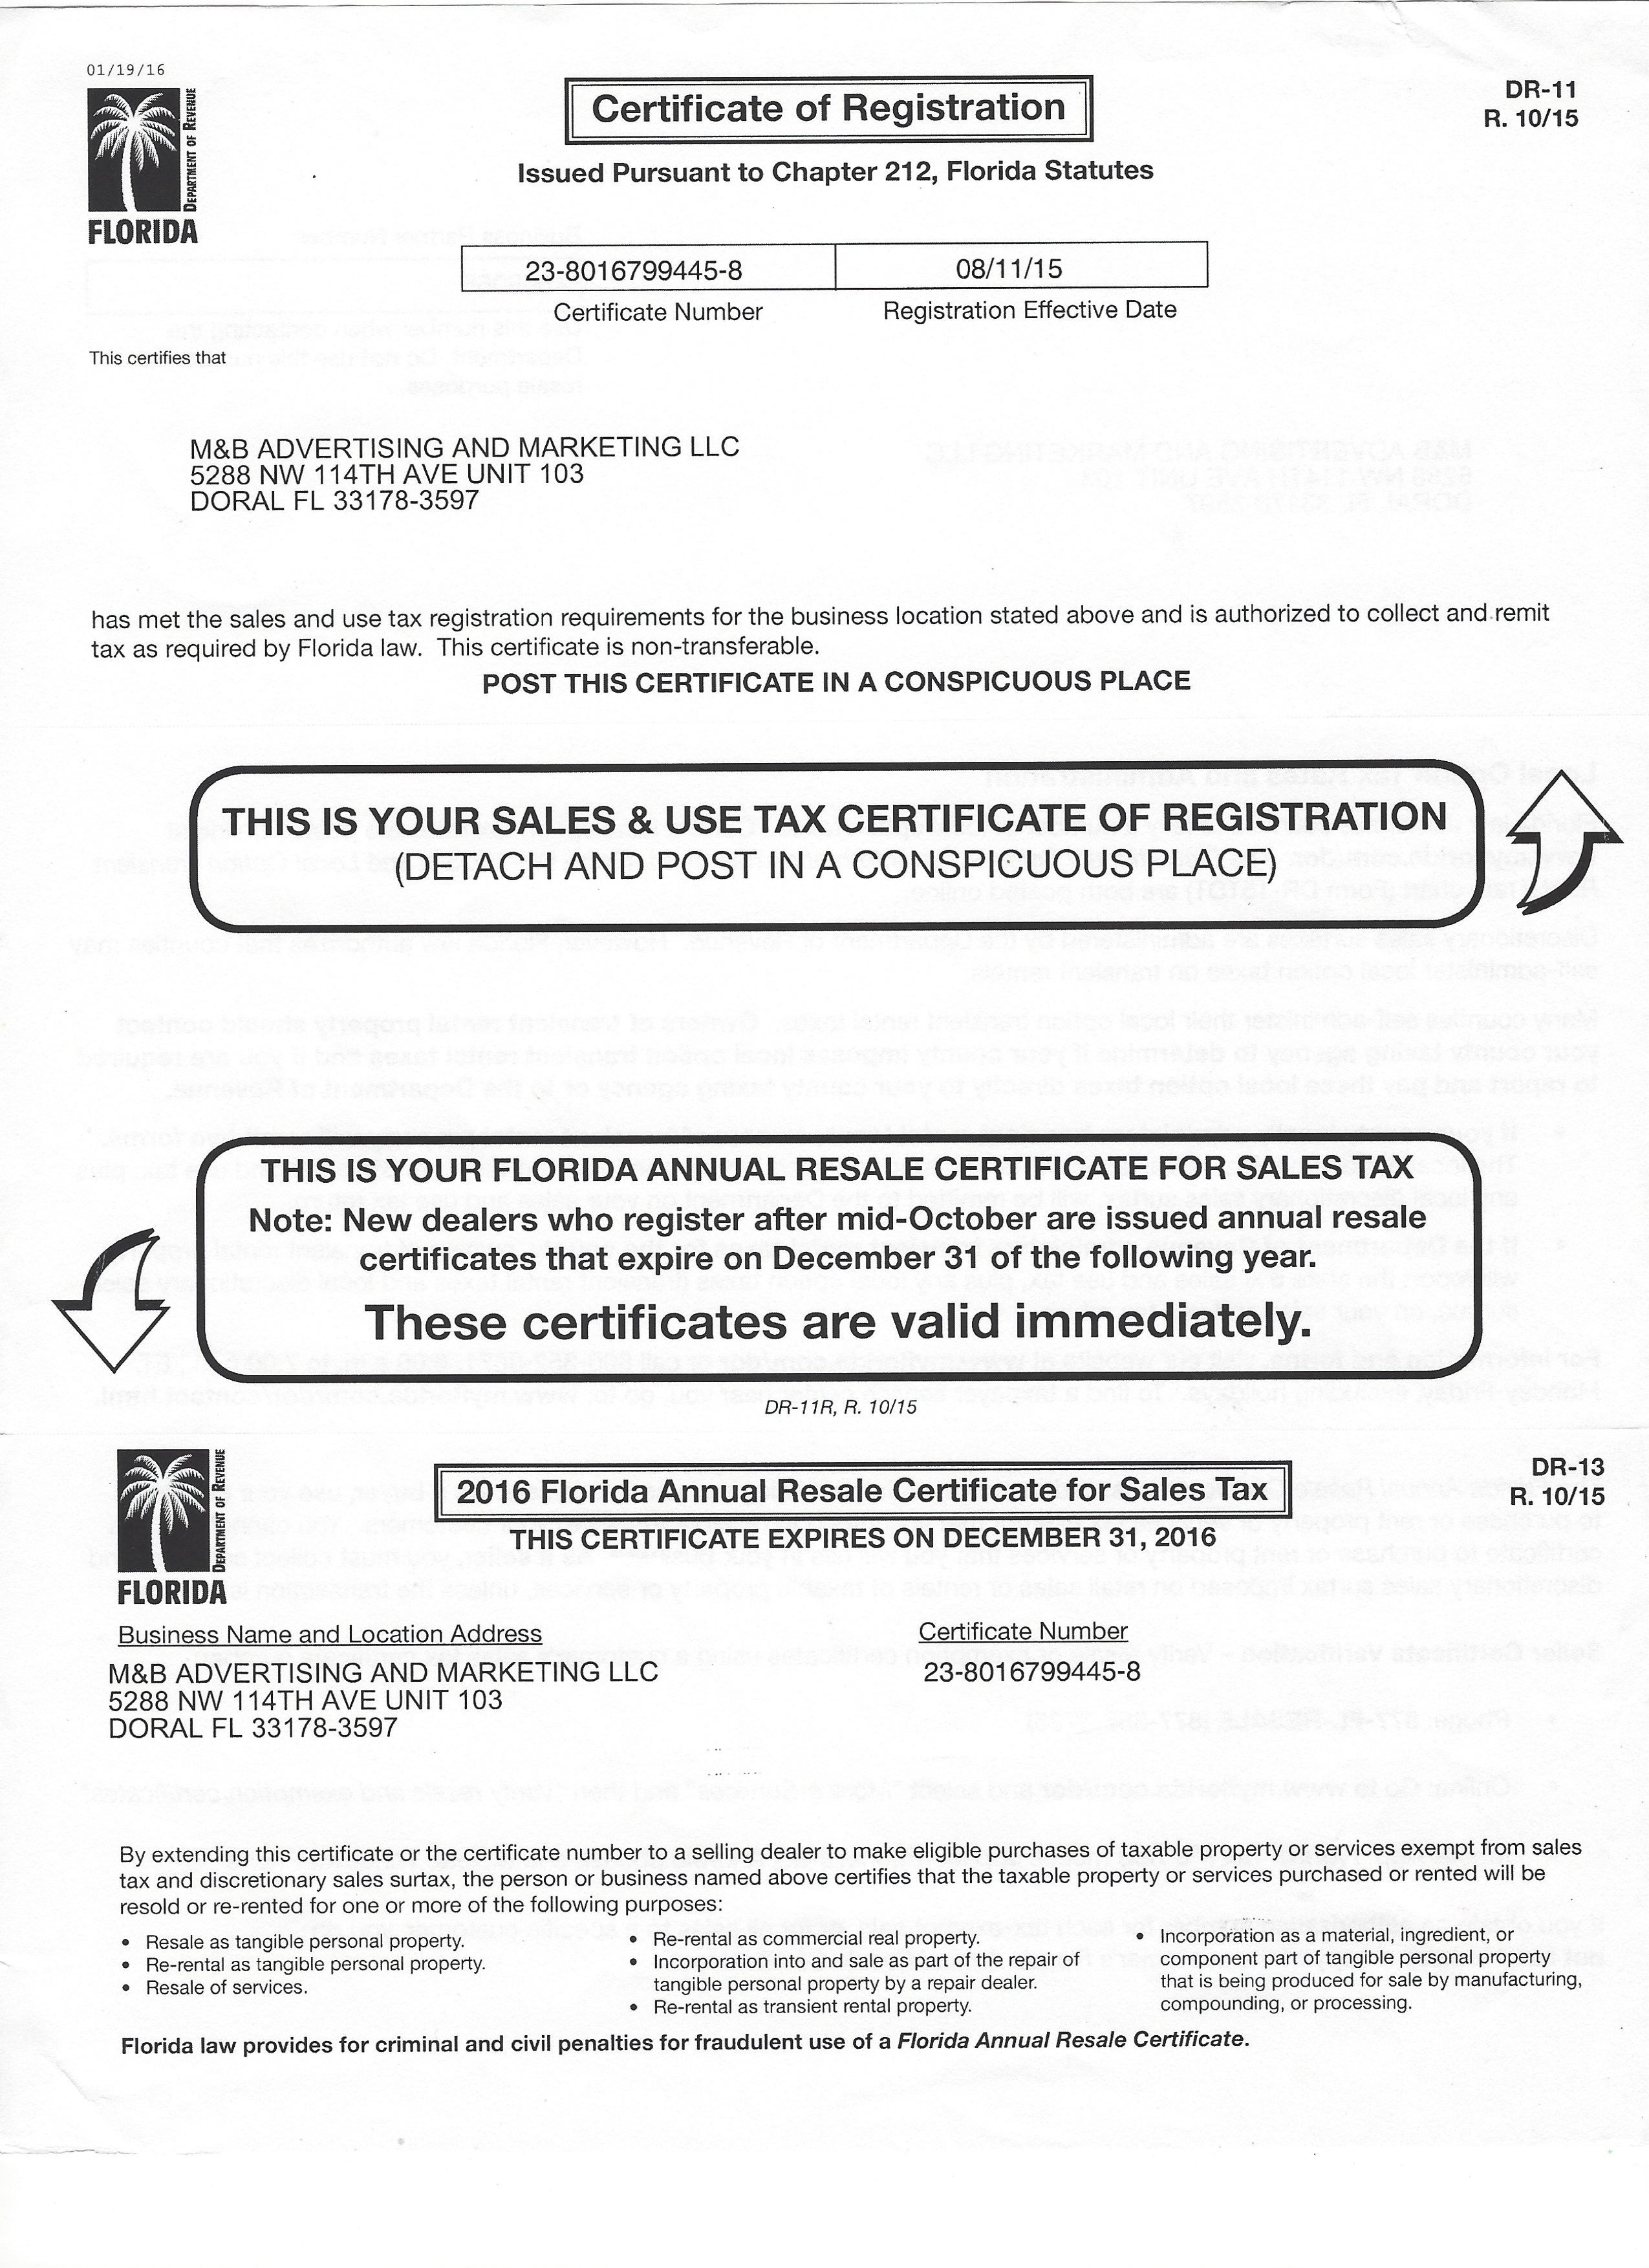 01/19/16
DEPARTMENT OF REVENUE
FLORIDA
Certificate of Registration
Issued Pursuant to Chapter 212, Florida Statutes
DR-11
R. 10/15
23-8016799445-8 08/11/15
Certificate Number Registration Effective Date
This certifies that
M&B ADVERTISING AND MARKETING LLC
5288 NW 114TH AVE UNIT 103
DORAL FL 33178-3597
has met the sales and use tax registration requirements for the business location stated above and is authorized to collect and remit
tax as required by Florida law. This certificate is non-transferable.
POST THIS CERTIFICATE IN A CONSPICUOUS PLACE
THIS IS YOUR SALES & USE TAX CERTIFICATE OF REGISTRATION
(DETACH AND POST IN A CONSPICUOUS PLACE)
THIS IS YOUR FLORIDA ANNUAL RESALE CERTIFICATE FOR SALES TAX
Note: New dealers who register after mid-October are issued annual resale
certificates that expire on December 31 of the following year.
These certificates are valid immediately.
DR-11R, R. 10/15
DEPARTMENT OF REVENUE
FLORIDA
2016 Florida Annual Resale Certificate for Sales Tax
THIS CERTIFICATE EXPIRES ON DECEMBER 31, 2016
DR-13
R. 10/15
Business Name and Location Address
M&B ADVERTISING AND MARKETING LLC
5288 NW 114TH AVE UNIT 103
DORAL FL 33178-3597
Certificate Number
23-8016799445-8
By extending this certificate or the certificate number to a selling dealer to make eligible purchases of taxable property or services exempt from sales
tax and discretionary sales surtax, the person or business named above certifies that the taxable property or services purchased or rented will be
resold or re-rented for one or more of the following purposes:
• Resale as tangible personal property.
• Re-rental as tangible personal property.
• Resale of services.
• Re-rental as commercial real property.
• Incorporation into and sale as part of the repair of
tangible personal property by a repair dealer.
• Re-rental as transient rental property.
• Incorporation as a material, ingredient, or
component part of tangible personal property
that is being produced for sale by manufacturing,
compounding, or processing.
Florida law provides for criminal and civil penalties for fraudulent use of a Florida Annual Resale Certificate.